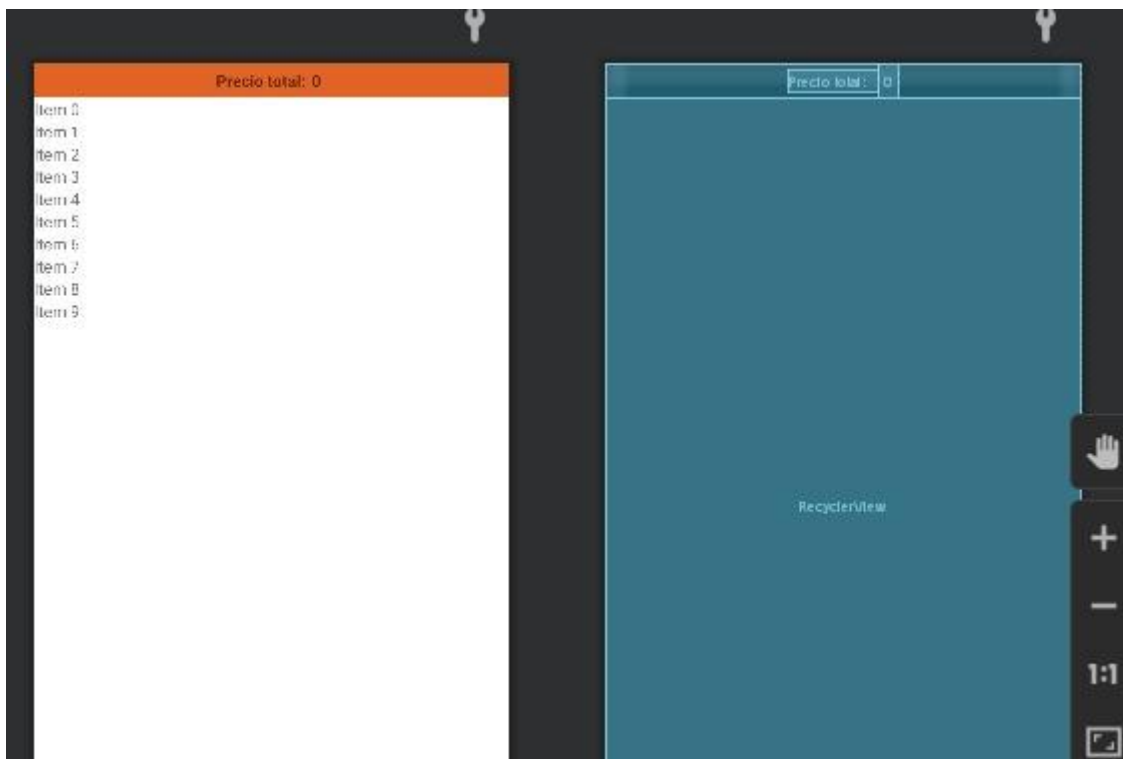 Precio total: 0
Item 0
Item 1
Item 2
Item 3
Item 4
Item 5
Item 6
Item 7
Item 8
Item 9
Precio total: 0
RecyclerView
1:1